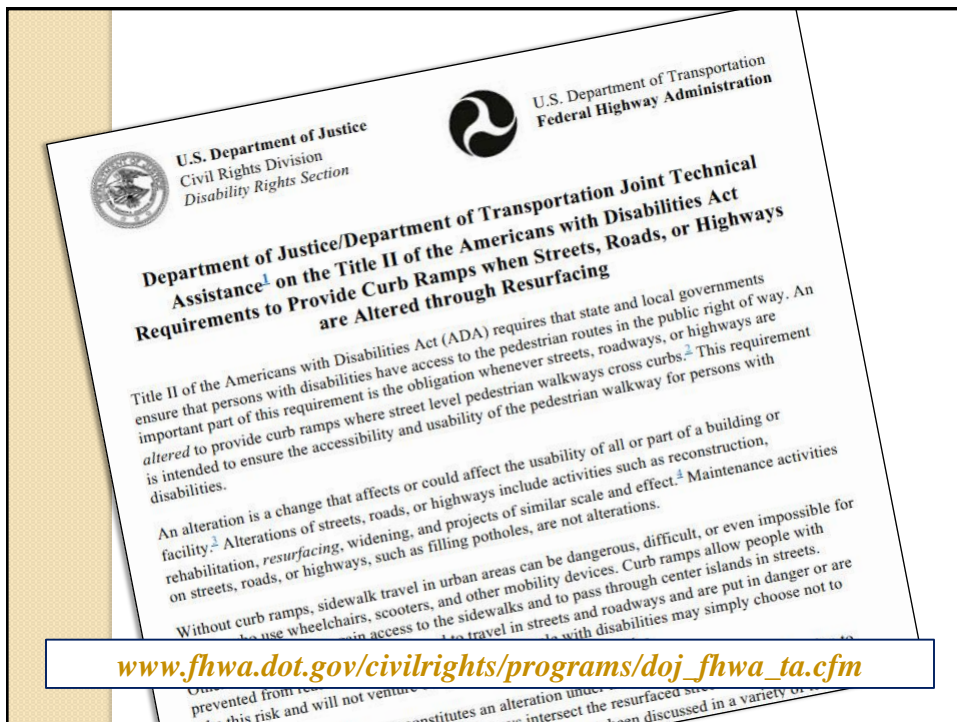 U.S. Department of Justice
Civil Rights Division
Disability Rights Section
U.S. Department of Transportation
Federal Highway Administration
Department of Justice/Department of Transportation Joint Technical
Assistance1 on the Title II of the Americans with Disabilities Act
Requirements to Provide Curb Ramps when Streets, Roads, or Highways
are Altered through Resurfacing
Title II of the Americans with Disabilities Act (ADA) requires that state and local governments
ensure that persons with disabilities have access to the pedestrian routes in the public right of way. An
important part of this requirement is the obligation whenever streets, roadways, or highways are
altered to provide curb ramps where street level pedestrian walkways cross curbs.2 This requirement
is intended to ensure the accessibility and usability of the pedestrian walkway for persons with
disabilities.
An alteration is a change that affects or could affect the usability of all or part of a building or
facility.3 Alterations of streets, roads, or highways include activities such as reconstruction,
rehabilitation, resurfacing, widening, and projects of similar scale and effect.4 Maintenance activities
on streets, roads, or highways, such as filling potholes, are not alterations.
Without curb ramps, sidewalk travel in urban areas can be dangerous, difficult, or even impossible for
use wheelchairs, scooters, and other mobility devices. Curb ramps allow people with
access to the sidewalks and to pass through center islands in streets.
travel in streets and roadways and are put in danger or are
with disabilities may simply choose not to
prevented from
this risk and will not venture
constitutes an alteration under
intersect the resurfaced
been discussed in a variety of
www.fhwa.dot.gov/civilrights/programs/doj_fhwa_ta.cfm